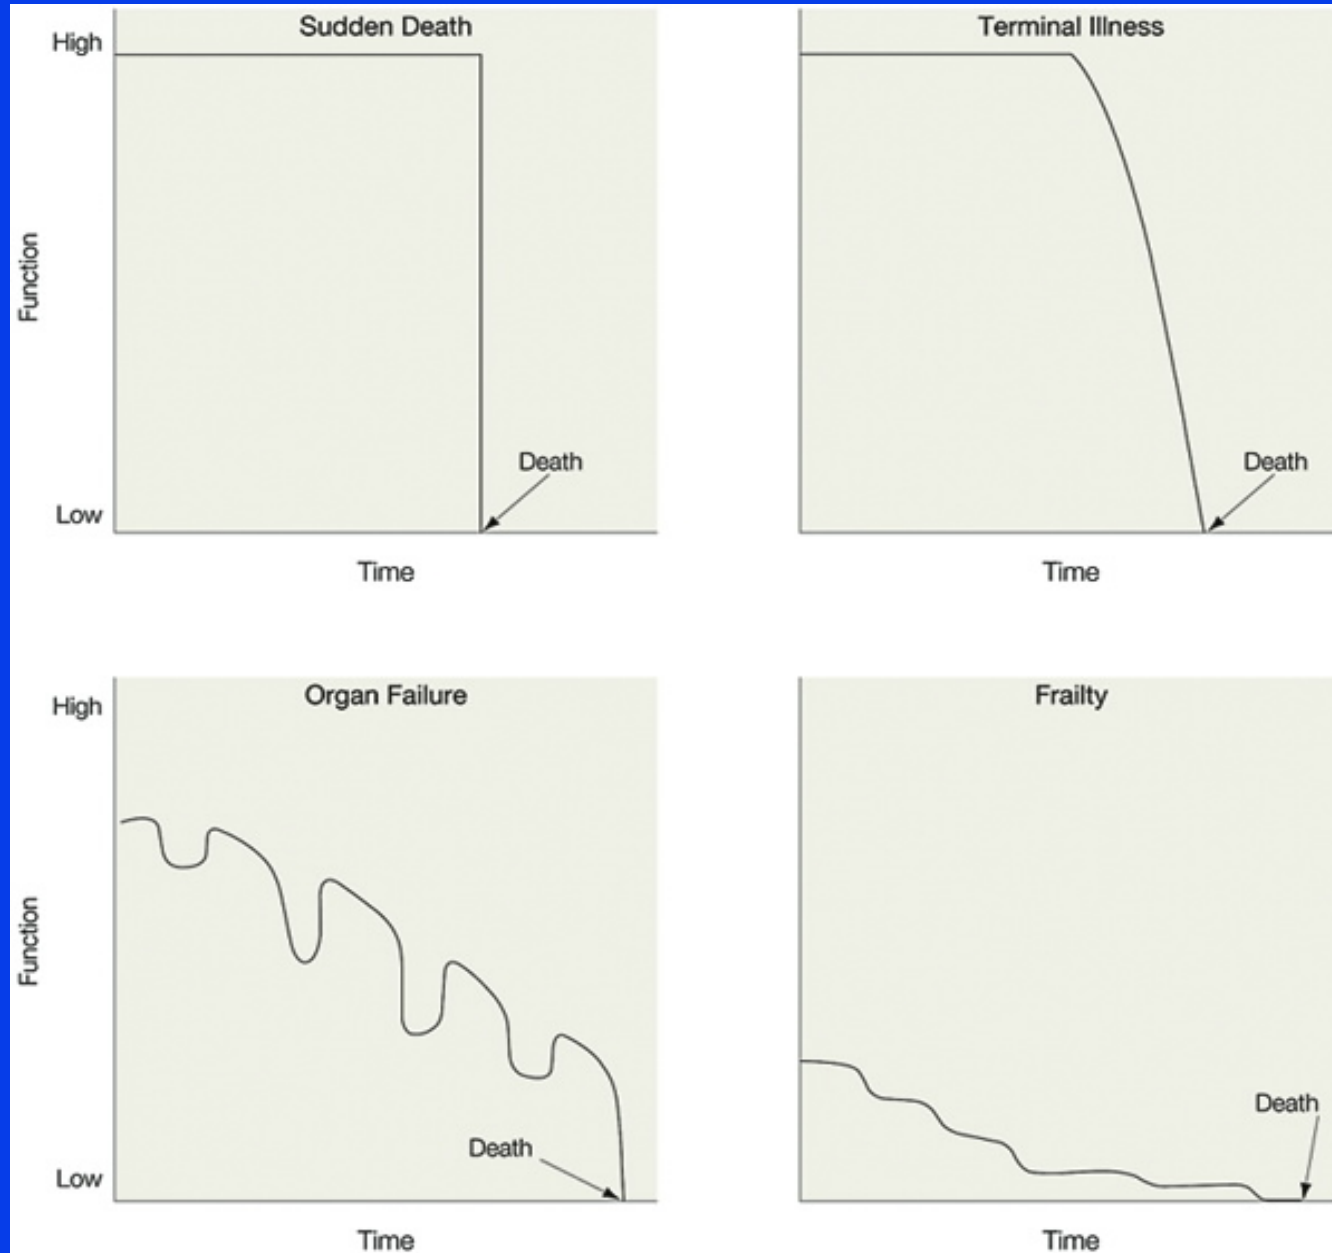 Sudden Death
High
Function
Low
Death
Time
Terminal Illness
Death
Time
Organ Failure
High
Function
Low
Death
Time
Frailty
Death
Time